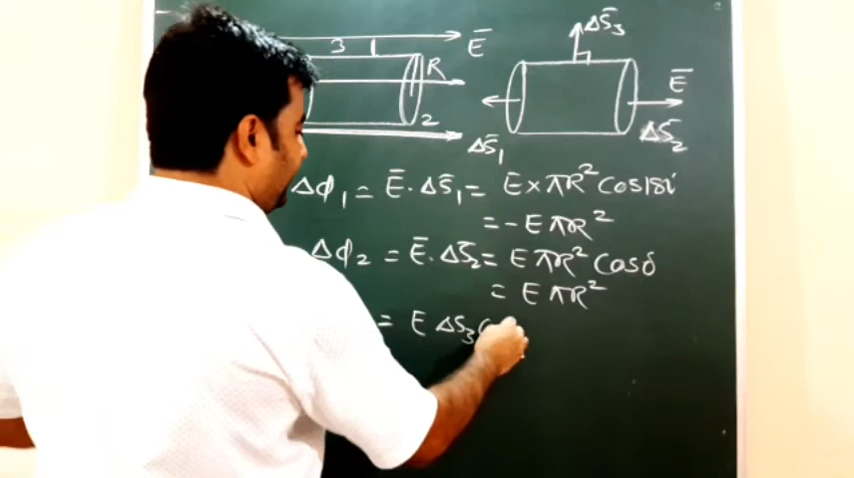 3 1 E̅
R
2
ΔS̅₃
E̅
ΔS̅₁ ΔS̅₂
Δϕ₁ = E̅ . ΔS̅₁ = E × πR² Cos180°
= - E πR²
Δϕ₂ = E̅ . ΔS̅₂ = E πR² Cos0°
= E πR²
= E ΔS₃